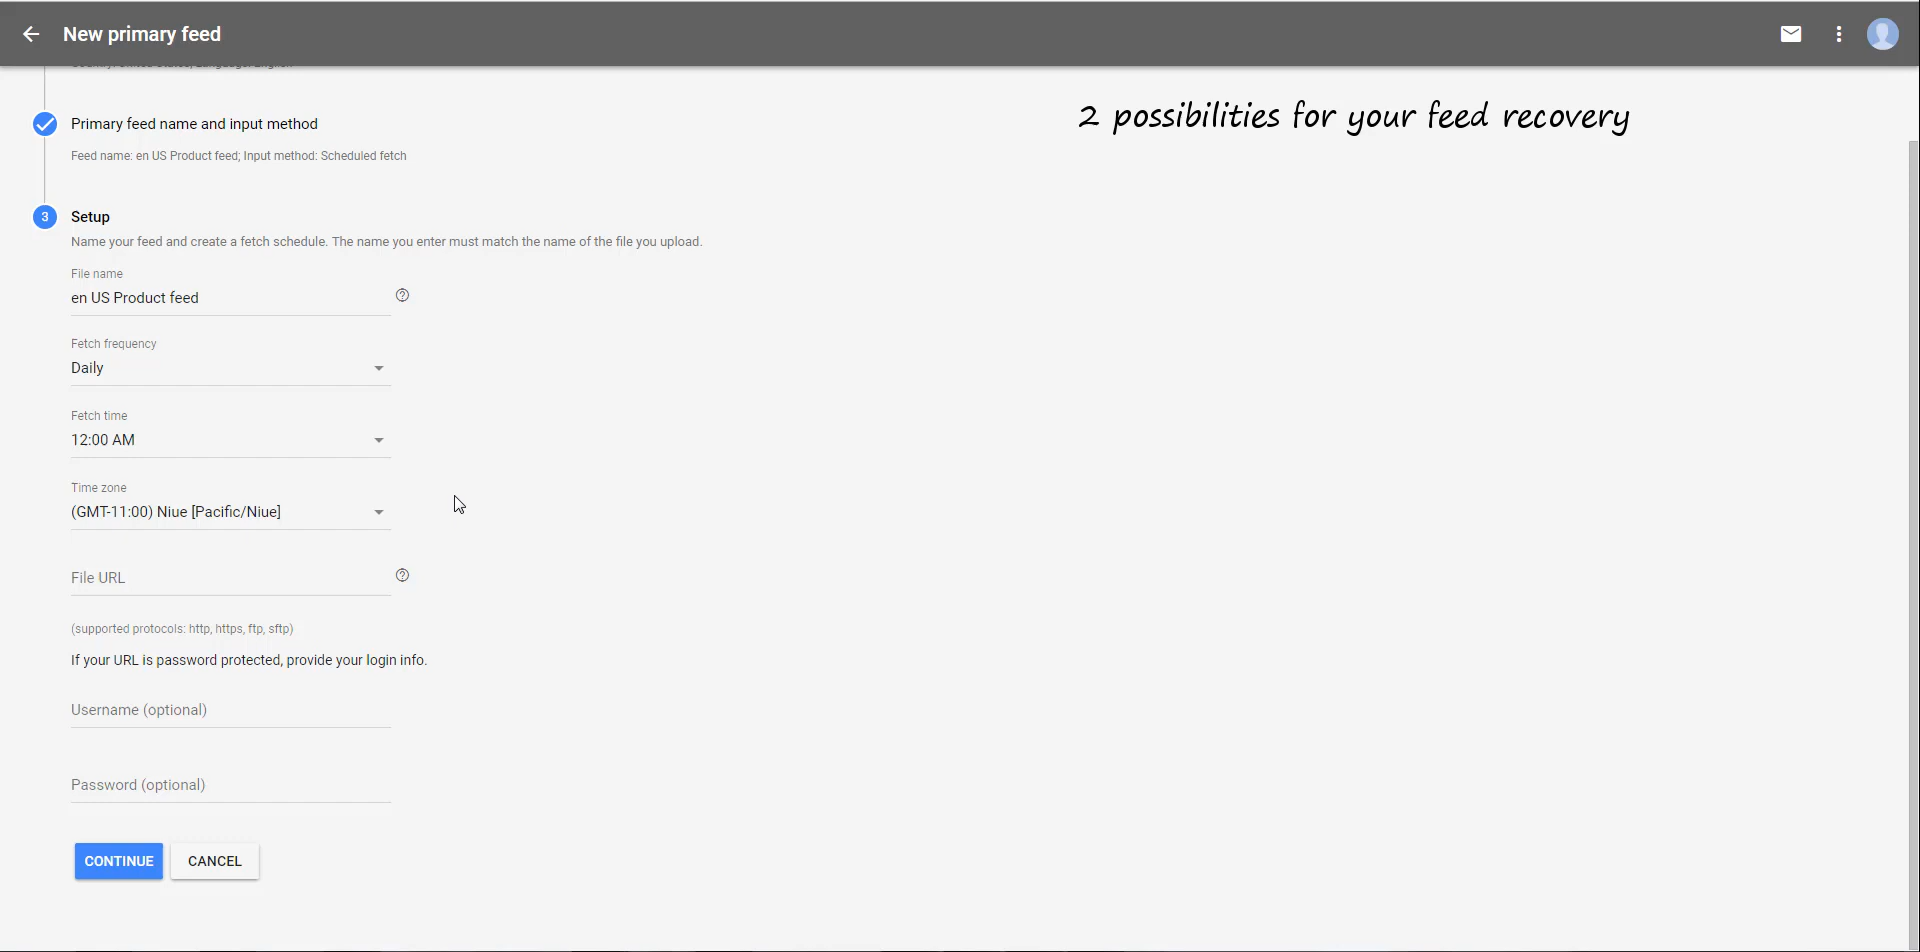 New primary feed
2 possibilities for your feed recovery
Primary feed name and input method
Feed name: en US Product feed; Input method: Scheduled fetch
3 Setup
Name your feed and create a fetch schedule. The name you enter must match the name of the file you upload.
File name
en US Product feed
Fetch frequency
Daily
Fetch time
12:00 AM
Time zone
(GMT-11:00) Niue [Pacific/Niue]
File URL
(supported protocols: http, https, ftp, sftp)
If your URL is password protected, provide your login info.
Username (optional)
Password (optional)
CONTINUE CANCEL